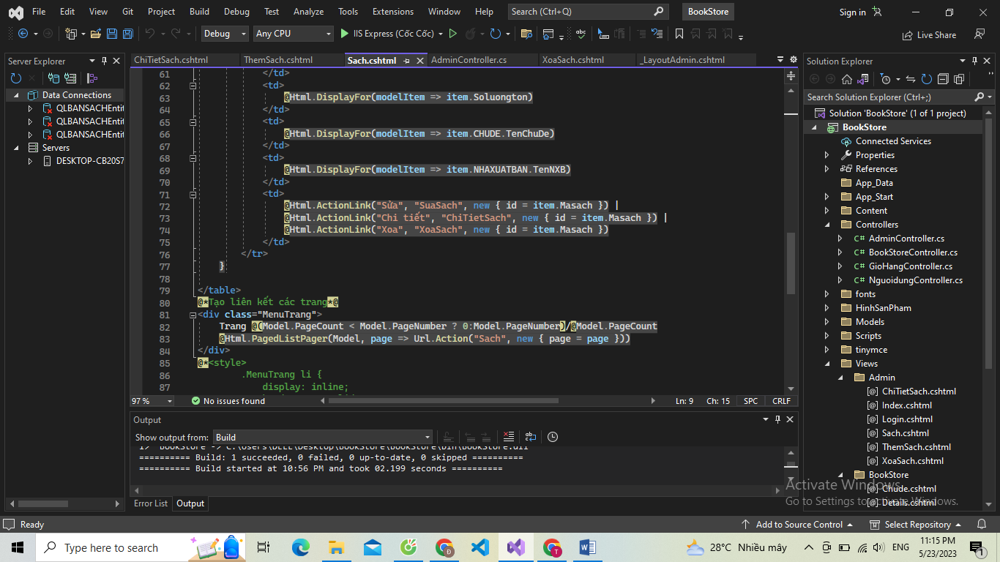 File Edit View Git Project Build Debug Test Analyze Tools Extensions Window Help Search (Ctrl+Q) BookStore Sign in
Debug Any CPU IIS Express (Cốc Cốc) Live Share
Server Explorer
Data Connections
QLBANSACHEntit
QLBANSACHEntit
QLBANSACHEntit
Servers
DESKTOP-CB20S7
ChiTietSach.cshtml ThemSach.cshtml Sach.cshtml AdminController.cs XoaSach.cshtml _LayoutAdmin.cshtml
61 </td>
62 <td>
63 @Html.DisplayFor(modelItem => item.Soluongton)
64 </td>
65 <td>
66 @Html.DisplayFor(modelItem => item.CHUDE.TenChuDe)
67 </td>
68 <td>
69 @Html.DisplayFor(modelItem => item.NHAXUATBAN.TenNXB)
70 </td>
71 <td>
72 @Html.ActionLink("Sửa", "SuaSach", new { id = item.Masach }) |
73 @Html.ActionLink("Chi tiết", "ChiTietSach", new { id = item.Masach }) |
74 @Html.ActionLink("Xoa", "XoaSach", new { id = item.Masach })
75 </td>
76 </tr>
77 }
78
79 </table>
80 @*Tạo liên kết các trang*@
81 <div class="MenuTrang">
82 Trang @(Model.PageCount < Model.PageNumber ? 0:Model.PageNumber)/@Model.PageCount
83 @Html.PagedListPager(Model, page => Url.Action("Sach", new { page = page }))
84 </div>
85 @*<style>
86 .MenuTrang li {
87 display: inline;
97 % No issues found Ln: 9 Ch: 15 SPC CRLF
Output
Show output from: Build
1> BookStore -> C:\Users\DELL\Desktop\BookStore\BookStore\bin\BookStore.dll
========== Build: 1 succeeded, 0 failed, 0 up-to-date, 0 skipped ==========
========== Build started at 10:56 PM and took 02.199 seconds ==========
Error List Output
Solution Explorer
Search Solution Explorer (Ctrl+;)
Solution 'BookStore' (1 of 1 project)
BookStore
Connected Services
Properties
References
App_Data
App_Start
Content
Controllers
C# AdminController.cs
C# BookStoreController.cs
C# GioHangController.cs
C# NguoidungController.cs
fonts
HinhSanPham
Models
Scripts
tinymce
Views
Admin
[@] ChiTietSach.cshtml
[@] Index.cshtml
[@] Login.cshtml
[@] Sach.cshtml
[@] ThemSach.cshtml
[@] XoaSach.cshtml
BookStore
[@] Chude.cshtml
[@] Details.cshtml
Activate Windows
Go to Settings to activate Windows.
Ready Add to Source Control Select Repository
Type here to search 28°C Nhiều mây ENG 11:15 PM
5/23/2023 1